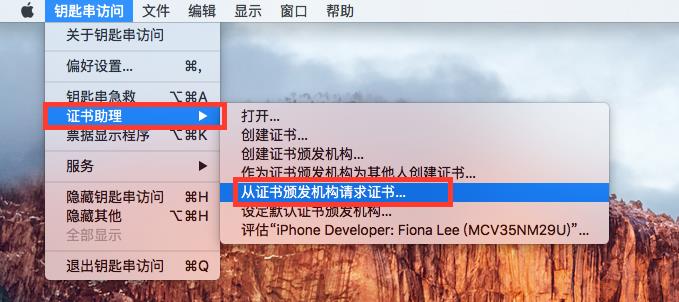 钥匙串访问 文件 编辑 显示 窗口 帮助
关于钥匙串访问
偏好设置... ⌘,
钥匙串急救 ⌥⌘A
证书助理 ▶
票据显示程序 ⌥⌘K
服务 ▶
隐藏钥匙串访问 ⌘H
隐藏其他 ⌥⌘H
全部显示
退出钥匙串访问 ⌘Q
打开...
创建证书...
创建证书颁发机构...
作为证书颁发机构为其他人创建证书...
从证书颁发机构请求证书...
设定默认证书颁发机构...
评估“iPhone Developer: Fiona Lee (MCV35NM29U)”...